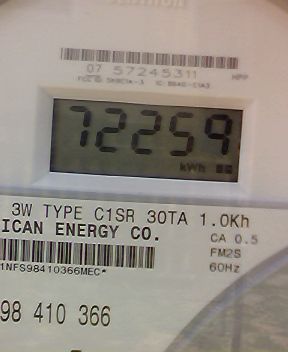 07 57245311 HPP
72259
kWh
3W TYPE C1SR 30TA 1.0Kh
ICAN ENERGY CO.
CA 0.5
FM2S
60Hz
1NFS98410366MEC*
98 410 366